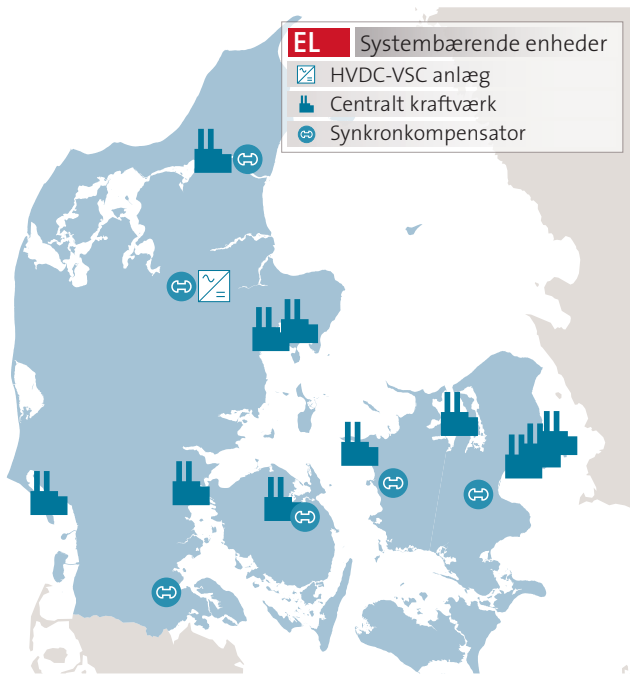 EL Systembærende enheder
HVDC-VSC anlæg
Centralt kraftværk
Synkronkompensator